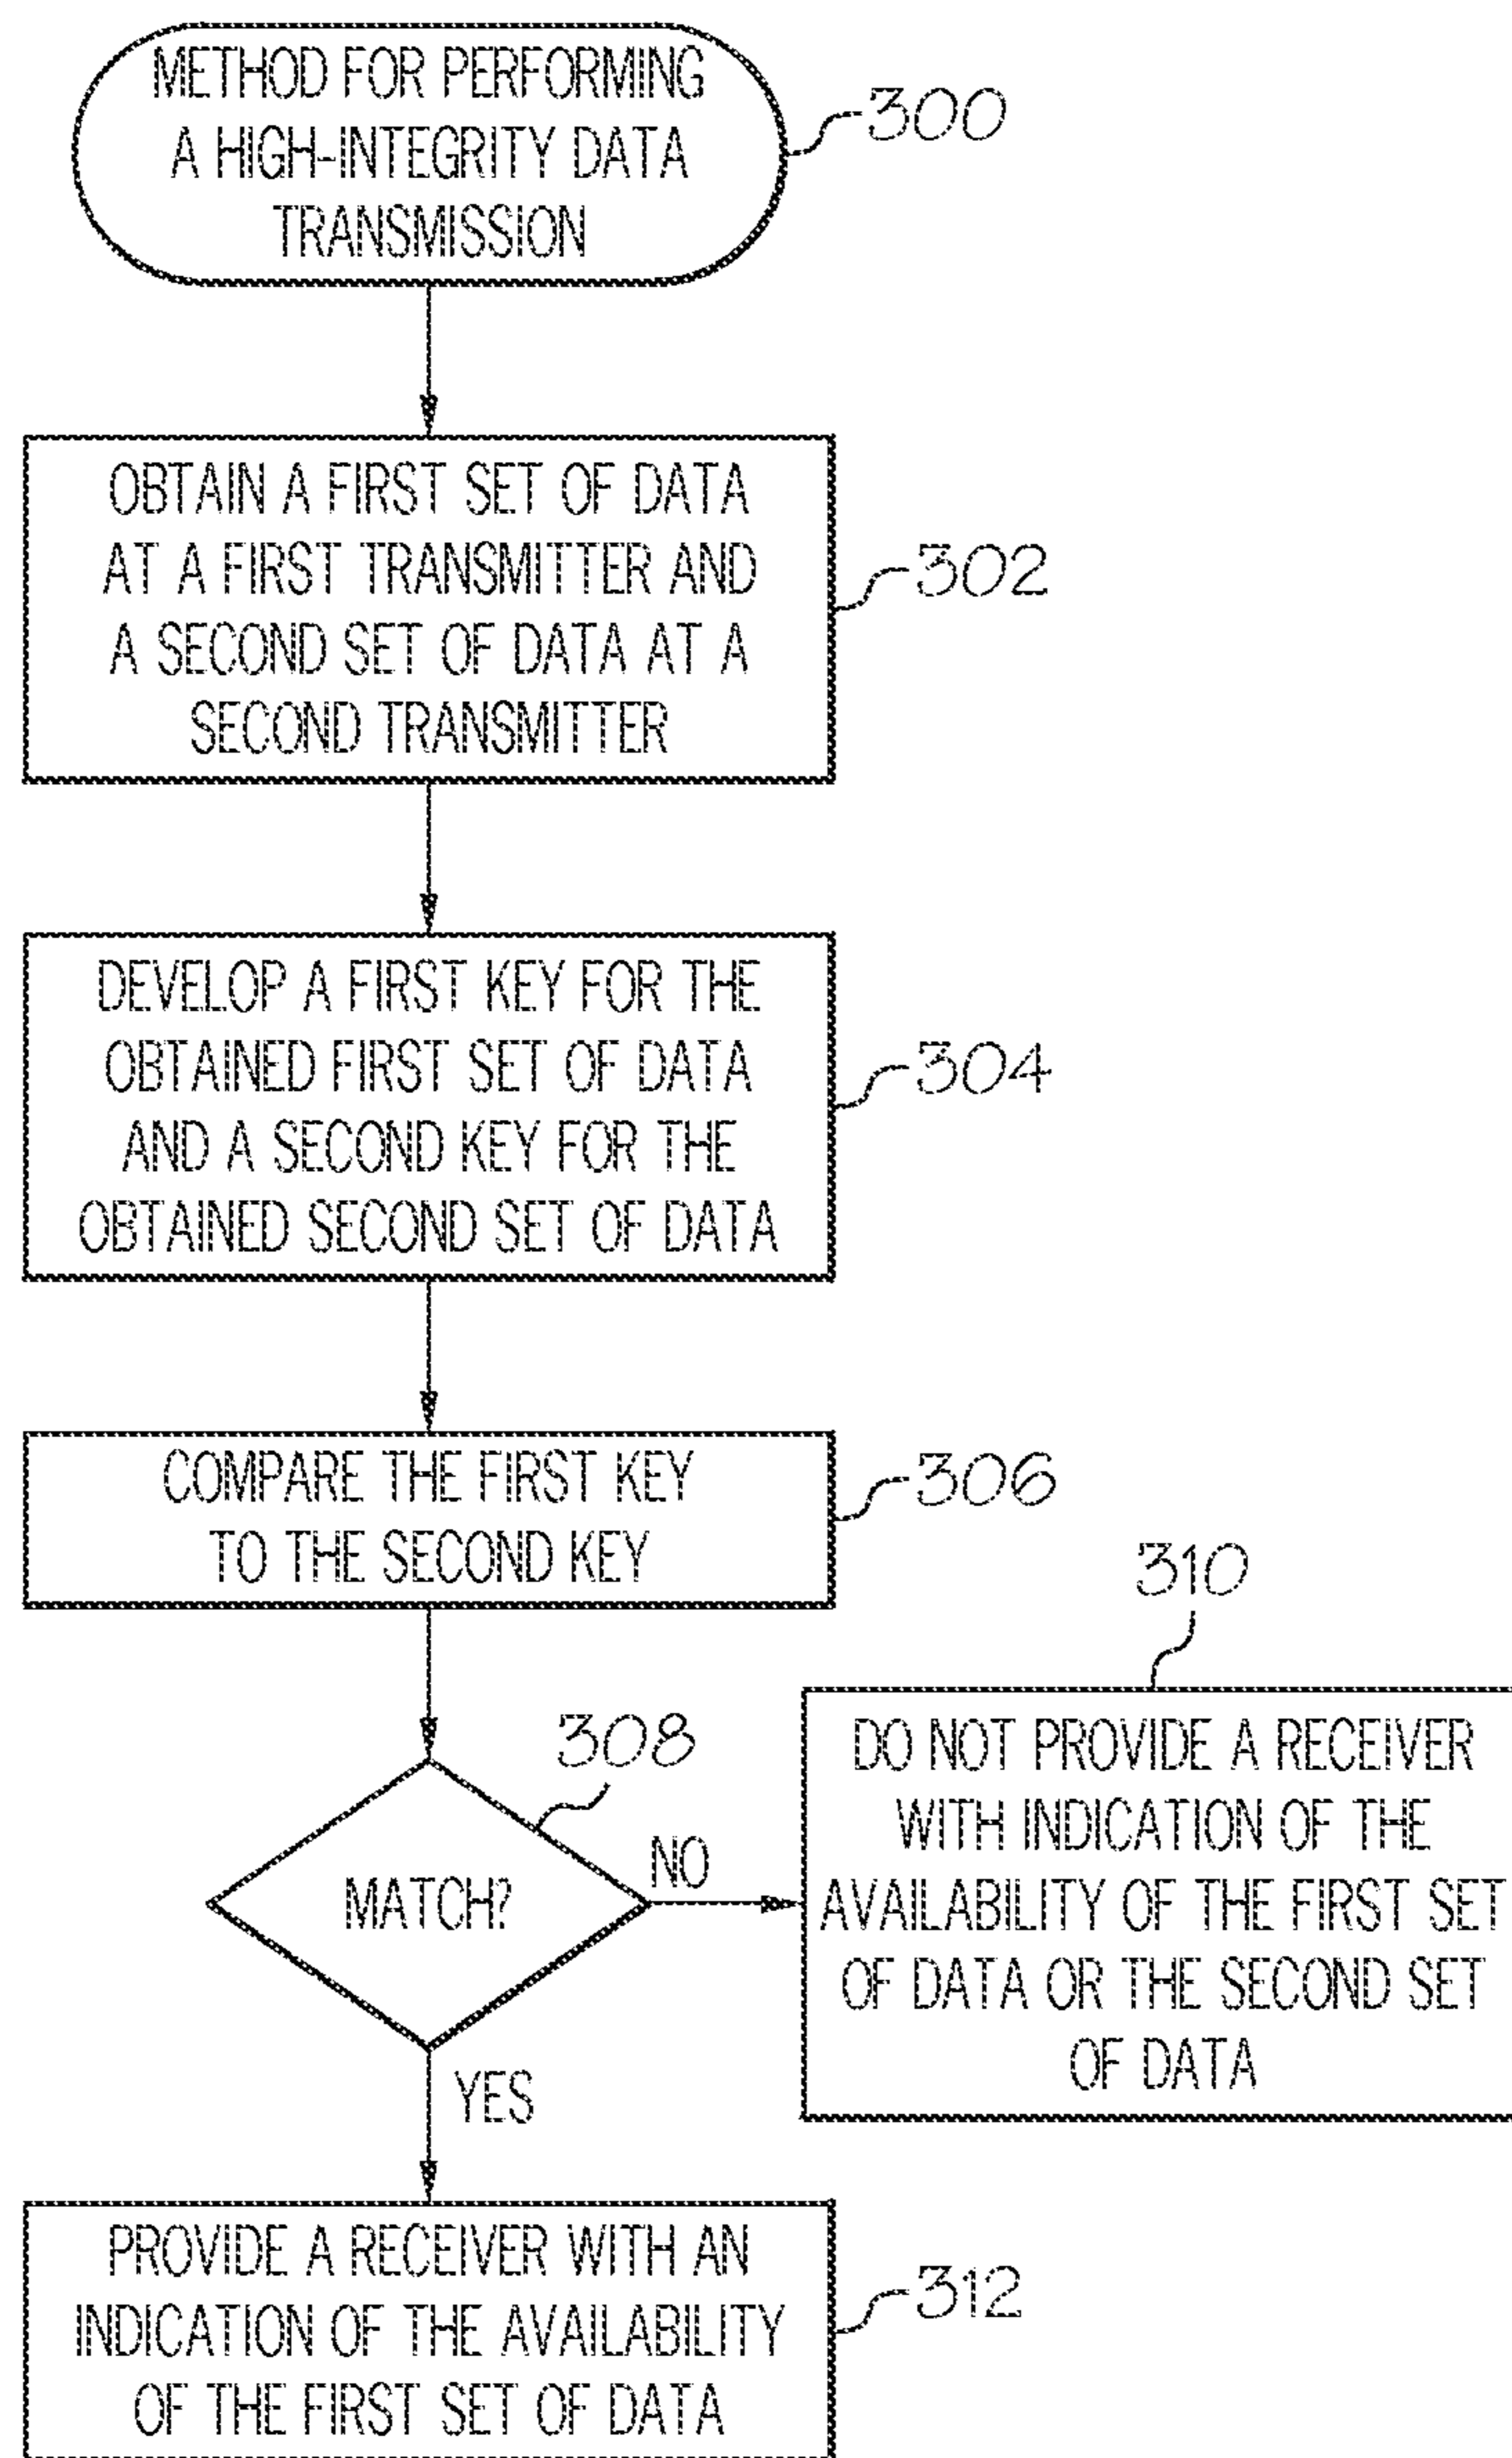 METHOD FOR PERFORMING
A HIGH-INTEGRITY DATA
TRANSMISSION
300
OBTAIN A FIRST SET OF DATA
AT A FIRST TRANSMITTER AND
A SECOND SET OF DATA AT A
SECOND TRANSMITTER
302
DEVELOP A FIRST KEY FOR THE
OBTAINED FIRST SET OF DATA
AND A SECOND KEY FOR THE
OBTAINED SECOND SET OF DATA
304
COMPARE THE FIRST KEY
TO THE SECOND KEY
306
308
MATCH?
NO
YES
310
DO NOT PROVIDE A RECEIVER
WITH INDICATION OF THE
AVAILABILITY OF THE FIRST SET
OF DATA OR THE SECOND SET
OF DATA
PROVIDE A RECEIVER WITH AN
INDICATION OF THE AVAILABILITY
OF THE FIRST SET OF DATA
312